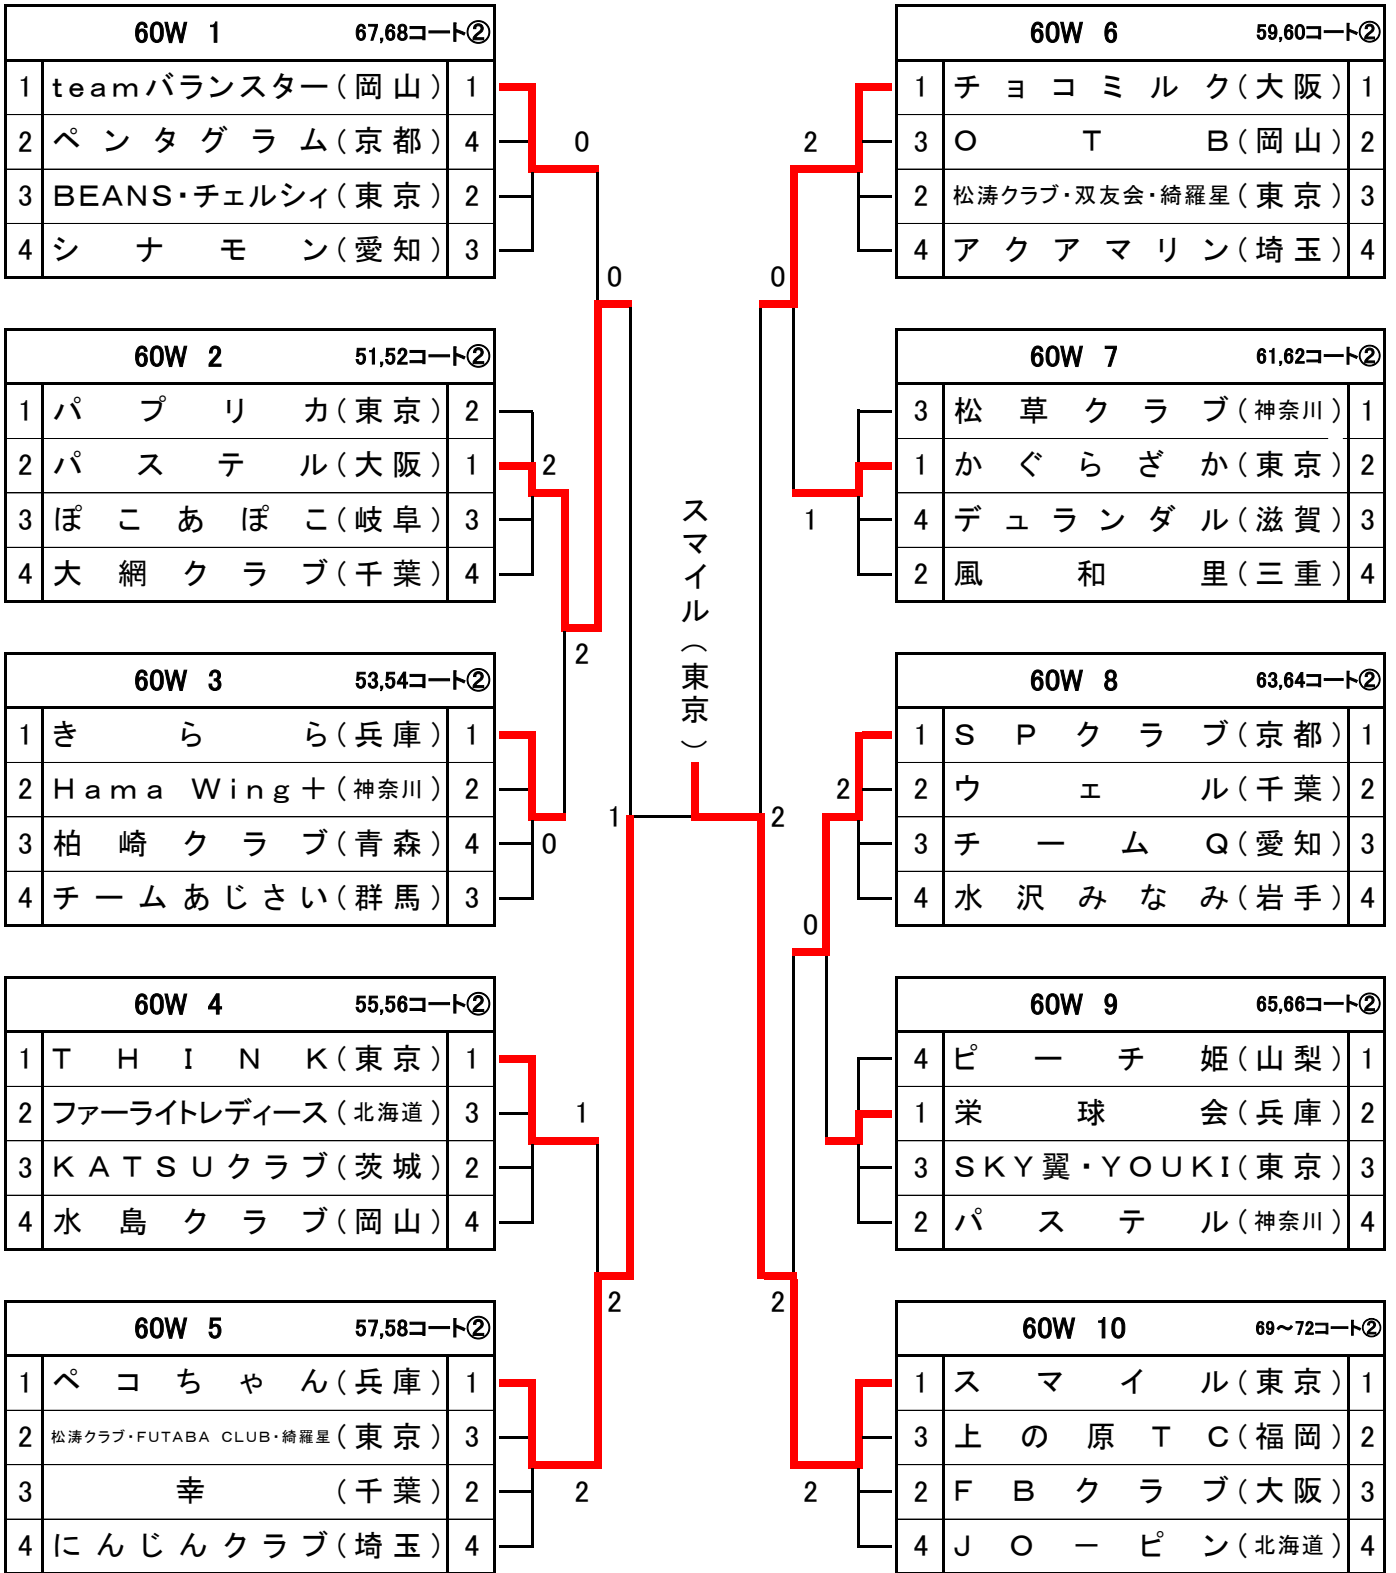 60W 1 67,68コート②
1 teamバランスター(岡山) 1
2 ペンタグラム(京都) 4
3 BEANS・チェルシィ(東京) 2
4 シナモン(愛知) 3
0
0
60W 2 51,52コート②
1 パプリカ(東京) 2
2 パステル(大阪) 1
3 ぽこあぽこ(岐阜) 3
4 大網クラブ(千葉) 4
2
2
60W 3 53,54コート②
1 きらら(兵庫) 1
2 Hama Wing+(神奈川) 2
3 柏崎クラブ(青森) 4
4 チームあじさい(群馬) 3
0
1
60W 4 55,56コート②
1 THINK(東京) 1
2 ファーライトレディース(北海道) 3
3 KATSUクラブ(茨城) 2
4 水島クラブ(岡山) 4
1
2
60W 5 57,58コート②
1 ペコちゃん(兵庫) 1
2 松涛クラブ・FUTABA CLUB・綺羅星(東京) 3
3 幸(千葉) 2
4 にんじんクラブ(埼玉) 4
2
スマイル(東京)
60W 6 59,60コート②
1 チョコミルク(大阪) 1
3 OTB(岡山) 2
2 松涛クラブ・双友会・綺羅星(東京) 3
4 アクアマリン(埼玉) 4
2
0
60W 7 61,62コート②
3 松草クラブ(神奈川) 1
1 かぐらざか(東京) 2
4 デュランダル(滋賀) 3
2 風和里(三重) 4
1
60W 8 63,64コート②
1 SPクラブ(京都) 1
2 ウェル(千葉) 2
3 チームQ(愛知) 3
4 水沢みなみ(岩手) 4
2
2
0
60W 9 65,66コート②
4 ピーチ姫(山梨) 1
1 栄球会(兵庫) 2
3 SKY翼・YOUKI(東京) 3
2 パステル(神奈川) 4
2
60W 10 69～72コート②
1 スマイル(東京) 1
3 上の原TC(福岡) 2
2 FBクラブ(大阪) 3
4 JOーピン(北海道) 4
2